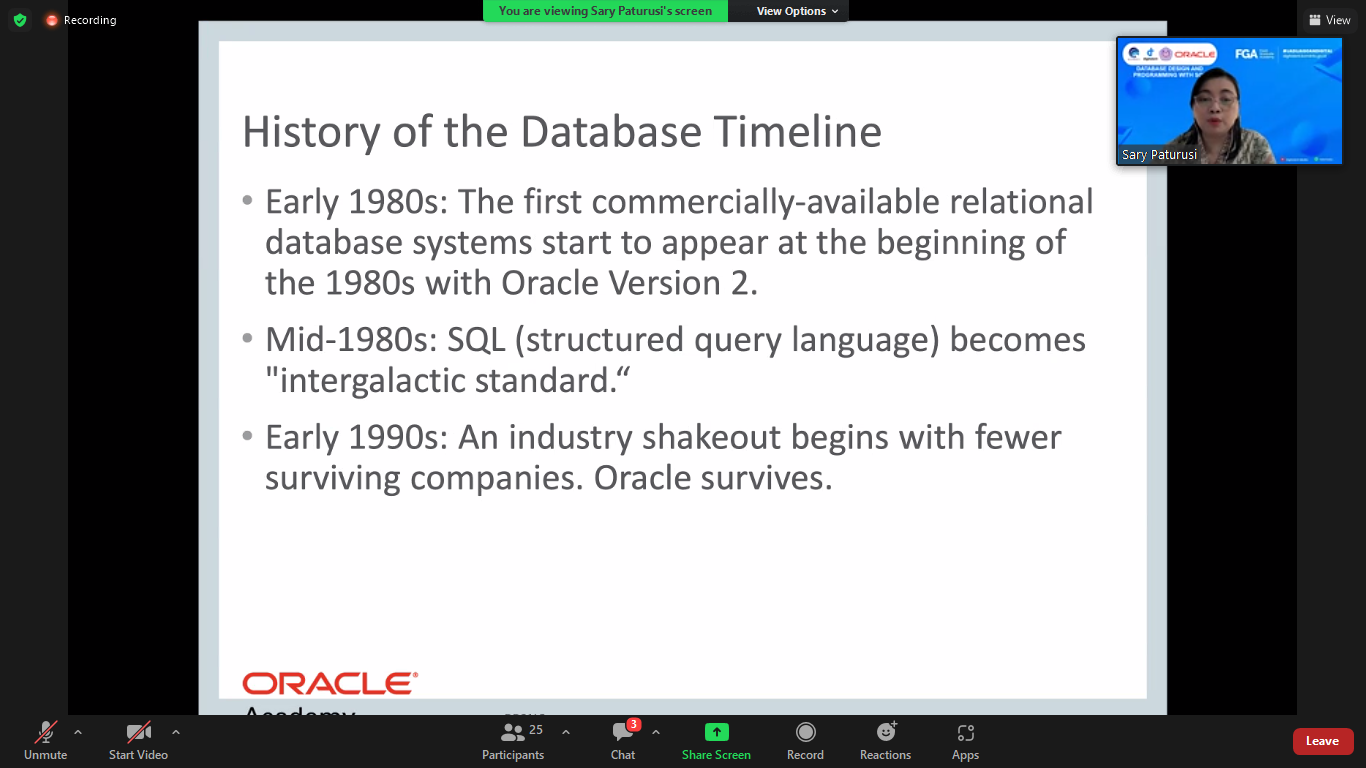 You are viewing Sary Paturusi's screen
View Options
Recording
View
ORACLE
FGA
DATABASE DESIGN AND
PROGRAMMING WITH
Sary Paturusi
History of the Database Timeline
• Early 1980s: The first commercially-available relational
database systems start to appear at the beginning of
the 1980s with Oracle Version 2.
• Mid-1980s: SQL (structured query language) becomes
"intergalactic standard.“
• Early 1990s: An industry shakeout begins with fewer
surviving companies. Oracle survives.
ORACLE®
Academy
Unmute
Start Video
Participants
25
Chat
3
Share Screen
Record
Reactions
Apps
Leave